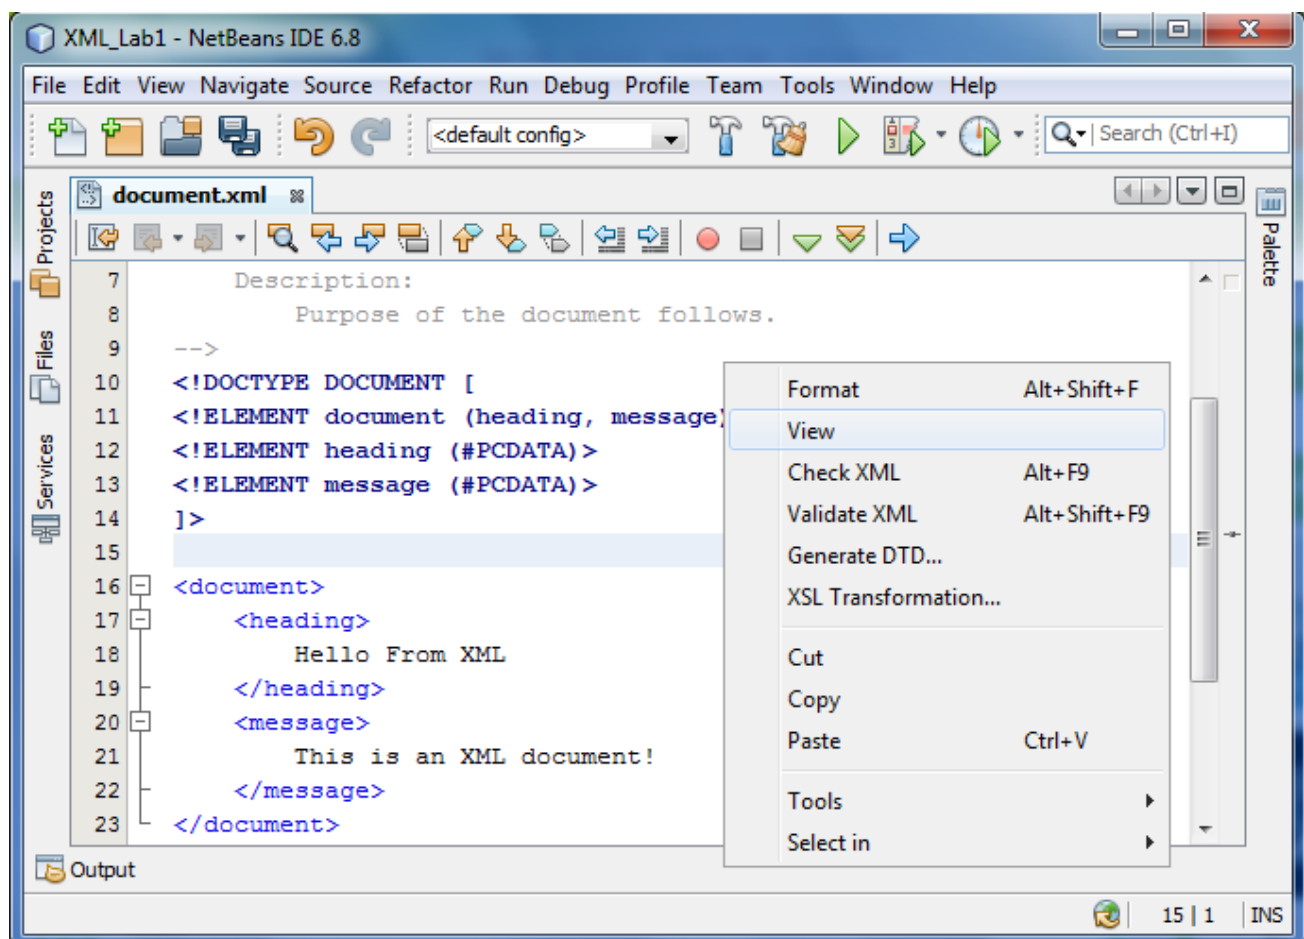 XML_Lab1 - NetBeans IDE 6.8
File Edit View Navigate Source Refactor Run Debug Profile Team Tools Window Help
<default config>
Search (Ctrl+I)
document.xml
Projects
Files
Services
Palette
7 Description:
8 Purpose of the document follows.
9 -->
10 <!DOCTYPE DOCUMENT [
11 <!ELEMENT document (heading, message)
12 <!ELEMENT heading (#PCDATA)>
13 <!ELEMENT message (#PCDATA)>
14 ]>
15
16 <document>
17 <heading>
18 Hello From XML
19 </heading>
20 <message>
21 This is an XML document!
22 </message>
23 </document>
Format Alt+Shift+F
View
Check XML Alt+F9
Validate XML Alt+Shift+F9
Generate DTD...
XSL Transformation...
Cut
Copy
Paste Ctrl+V
Tools
Select in
Output
15 | 1 INS